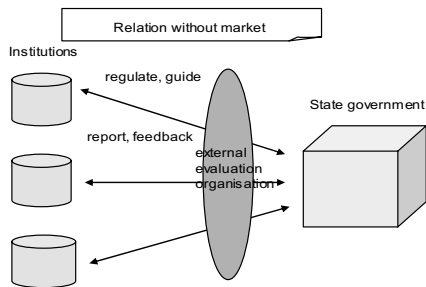 Relation without market
Institutions
regulate, guide
State government
report, feedback
external
evaluation
organisation